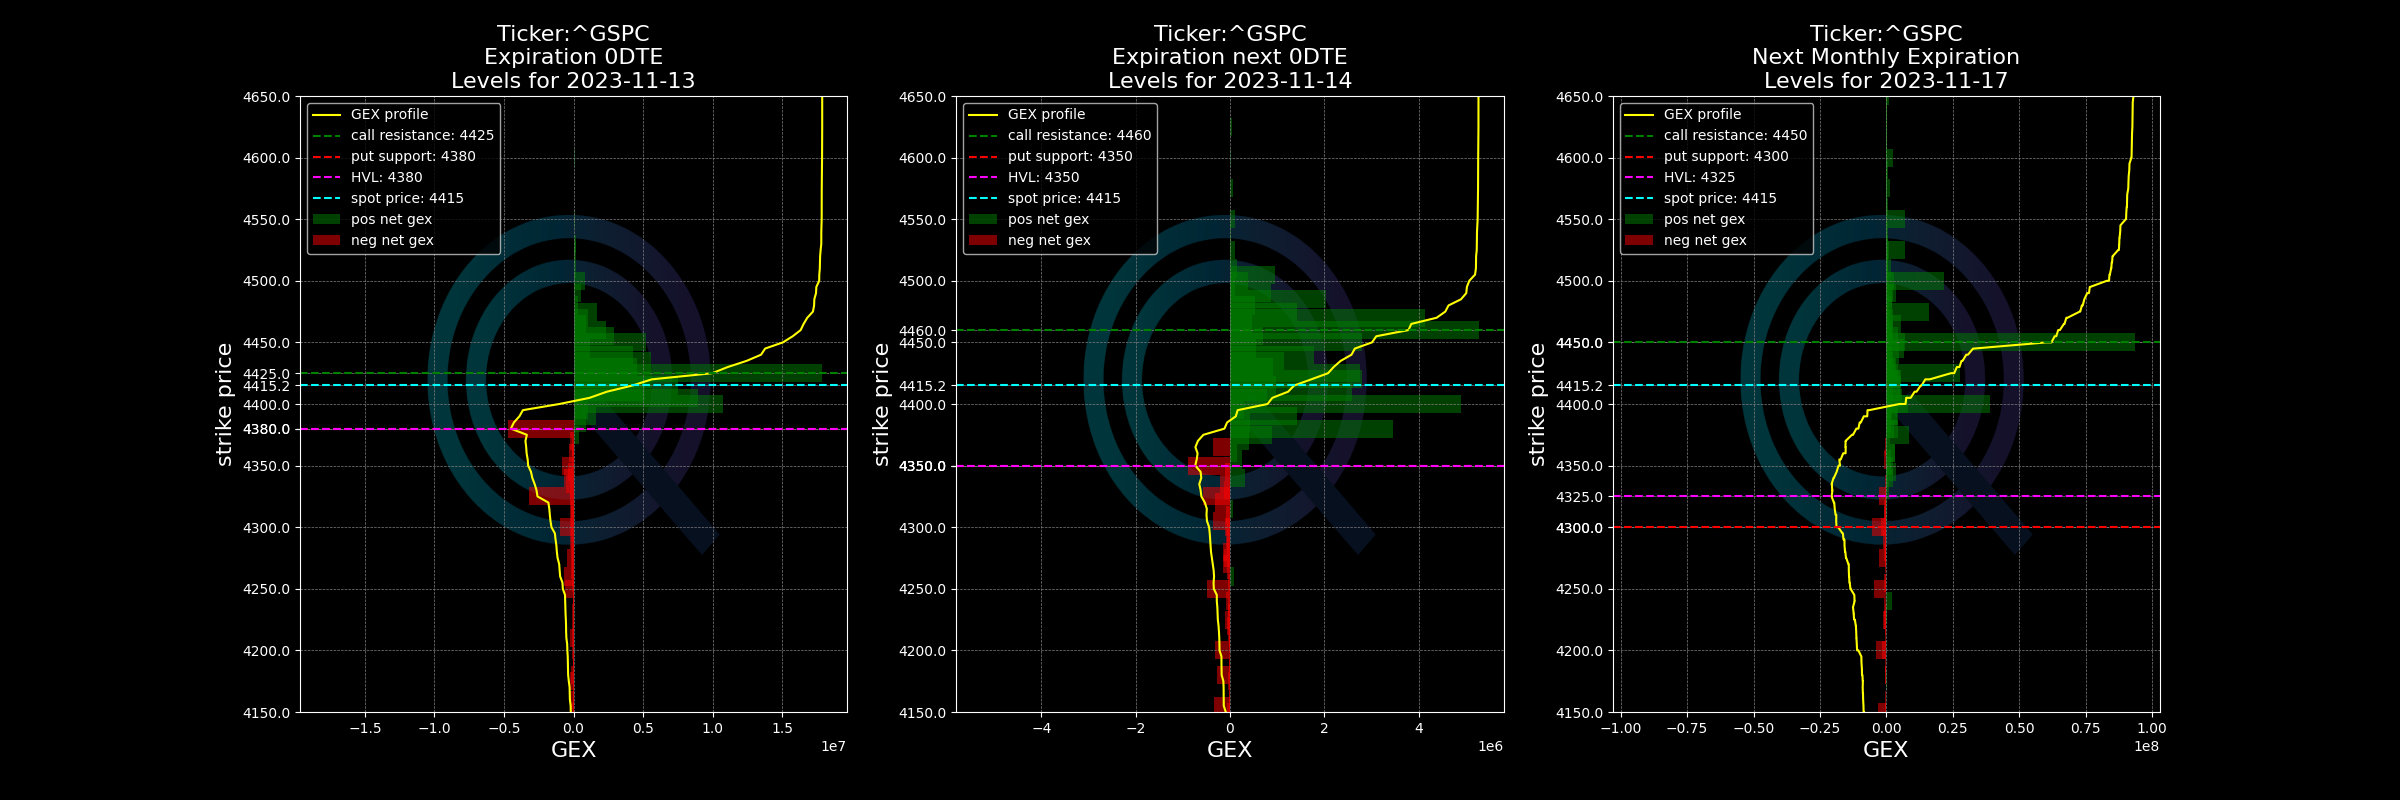 Ticker:^GSPC
Expiration 0DTE
Levels for 2023-11-13
GEX profile
call resistance: 4425
put support: 4380
HVL: 4380
spot price: 4415
pos net gex
neg net gex
4650.0
4600.0
4550.0
4500.0
4450.0
4425.0
4415.2
4400.0
4380.0
4350.0
4300.0
4250.0
4200.0
4150.0
strike price
−1.5 −1.0 −0.5 0.0 0.5 1.0 1.5
1e7
GEX
Ticker:^GSPC
Expiration next 0DTE
Levels for 2023-11-14
GEX profile
call resistance: 4460
put support: 4350
HVL: 4350
spot price: 4415
pos net gex
neg net gex
4650.0
4600.0
4550.0
4500.0
4460.0
4450.0
4415.2
4400.0
4350.0
4300.0
4250.0
4200.0
4150.0
strike price
−4 −2 0 2 4
1e6
GEX
Ticker:^GSPC
Next Monthly Expiration
Levels for 2023-11-17
GEX profile
call resistance: 4450
put support: 4300
HVL: 4325
spot price: 4415
pos net gex
neg net gex
4650.0
4600.0
4550.0
4500.0
4450.0
4415.2
4400.0
4350.0
4325.0
4300.0
4250.0
4200.0
4150.0
strike price
−1.00 −0.75 −0.50 −0.25 0.00 0.25 0.50 0.75 1.00
1e8
GEX